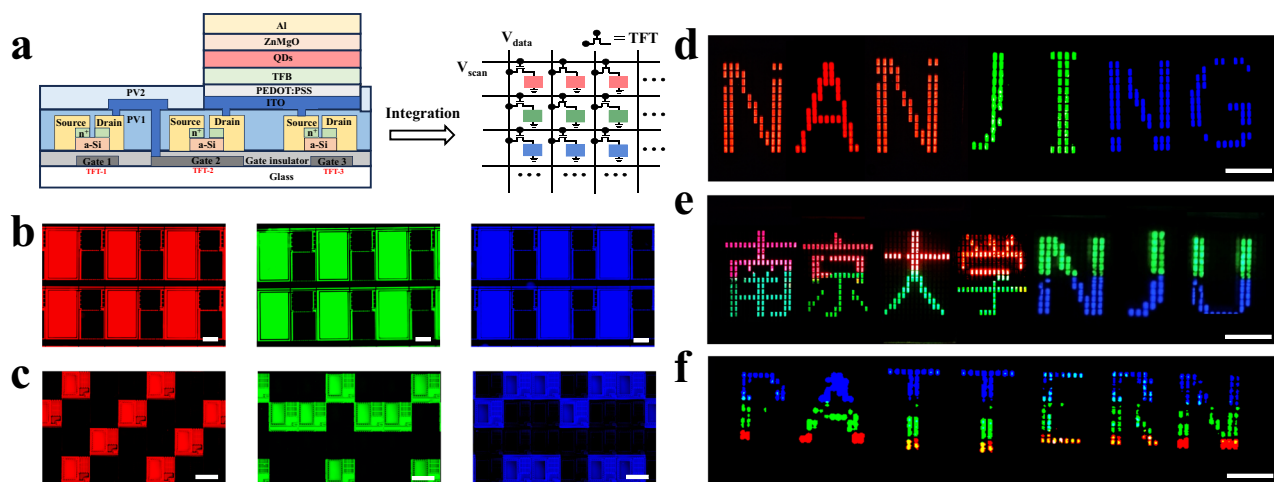 a
Al
ZnMgO
QDs
TFB
PEDOT:PSS
ITO
PV2
PV1
Source
Drain
n⁺
a-Si
Source
Drain
n⁺
a-Si
Source
Drain
n⁺
a-Si
Gate 1
Gate 2
Gate insulator
Gate 3
TFT-1
TFT-2
TFT-3
Glass
Integration
V_data
= TFT
V_scan
b
c
d
NANJING
e
南京大学NJU
f
PATTERN